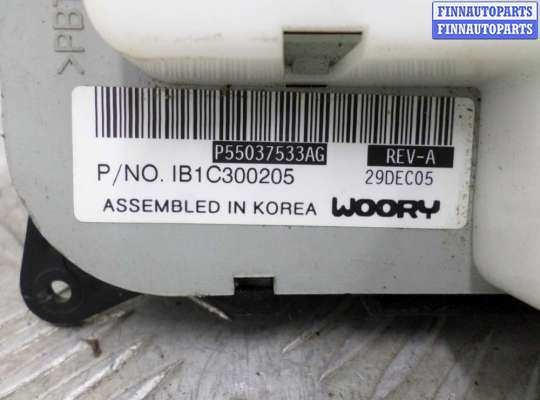 FINNAUTOPARTS
FINNAUTOPARTS
>PBT
P55037533AG REV-A
P/NO. IB1C300205 29DEC05
ASSEMBLED IN KOREA WOORY